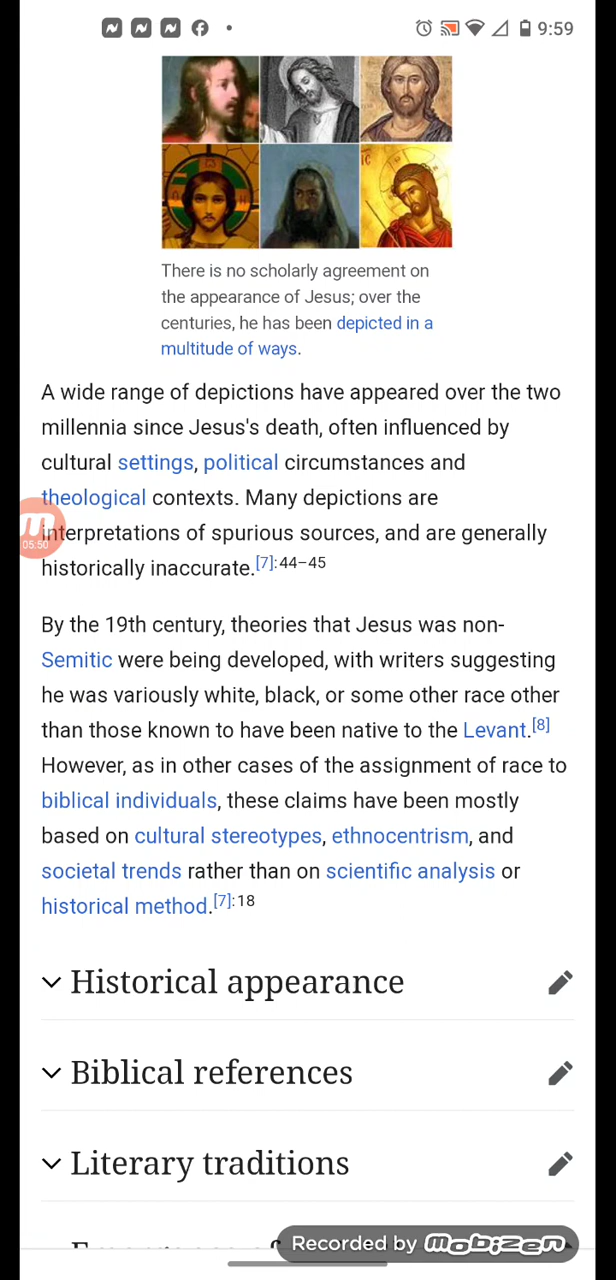 9:59
There is no scholarly agreement on
the appearance of Jesus; over the
centuries, he has been depicted in a
multitude of ways.
A wide range of depictions have appeared over the two
millennia since Jesus's death, often influenced by
cultural settings, political circumstances and
theological contexts. Many depictions are
interpretations of spurious sources, and are generally
05:50
historically inaccurate.[7]:44–45
By the 19th century, theories that Jesus was non-
Semitic were being developed, with writers suggesting
he was variously white, black, or some other race other
than those known to have been native to the Levant.[8]
However, as in other cases of the assignment of race to
biblical individuals, these claims have been mostly
based on cultural stereotypes, ethnocentrism, and
societal trends rather than on scientific analysis or
historical method.[7]:18
Historical appearance
Biblical references
Literary traditions
Recorded by mobizen